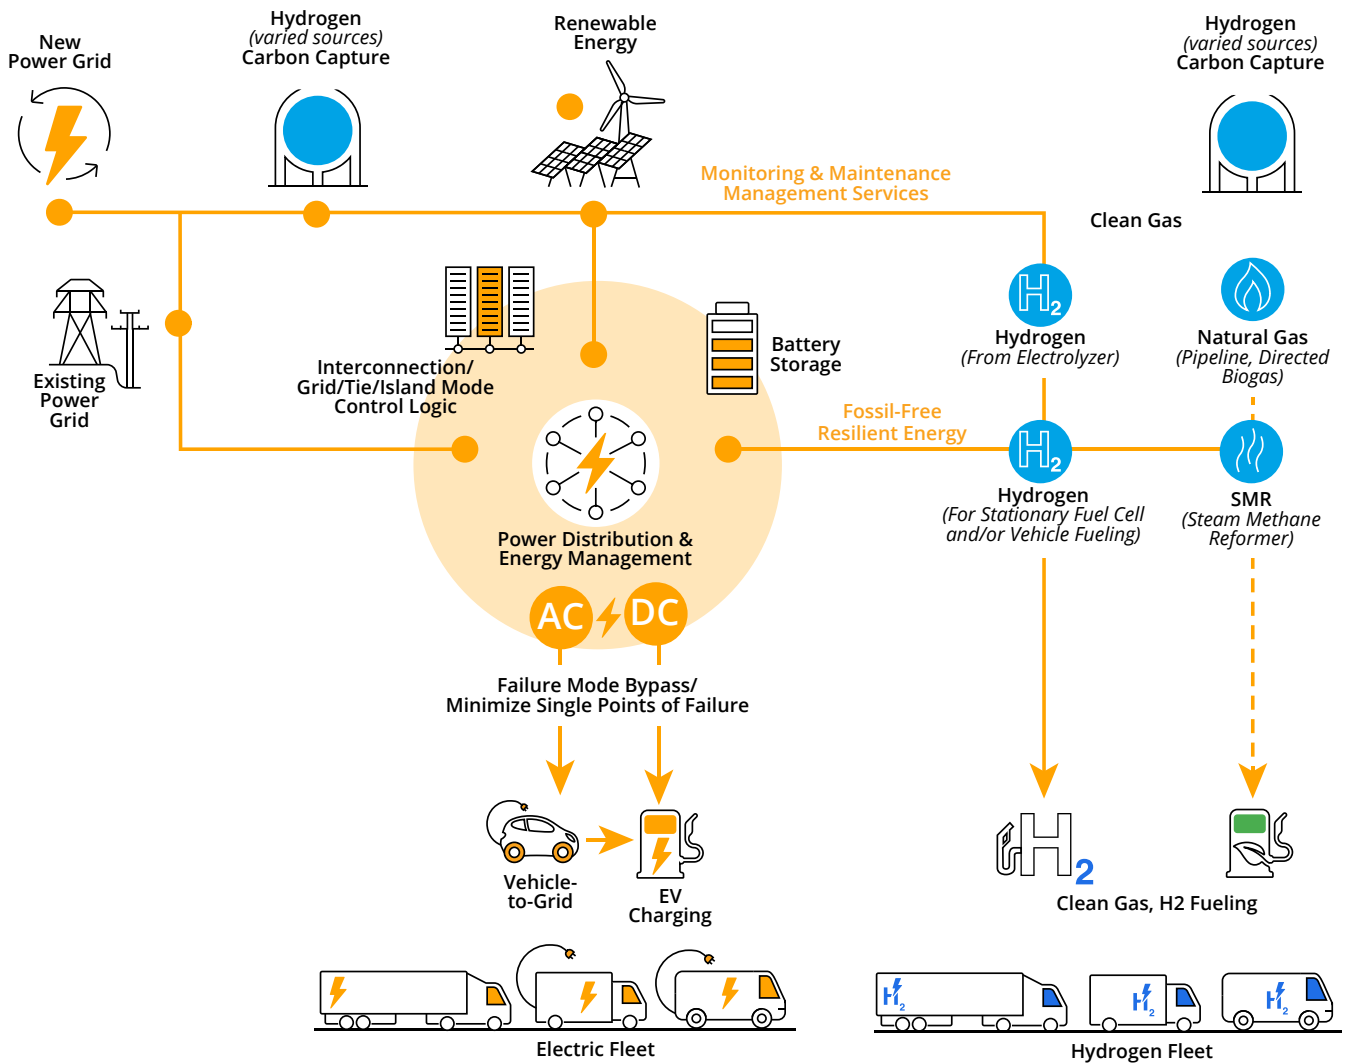 New
Power Grid
Hydrogen
(varied sources)
Carbon Capture
Renewable
Energy
Hydrogen
(varied sources)
Carbon Capture
Monitoring & Maintenance
Management Services
Clean Gas
Existing
Power
Grid
Interconnection/
Grid/Tie/Island Mode
Control Logic
Battery
Storage
H2
Hydrogen
(From Electrolyzer)
Natural Gas
(Pipeline, Directed
Biogas)
Fossil-Free
Resilient Energy
H2
Hydrogen
(For Stationary Fuel Cell
and/or Vehicle Fueling)
SMR
(Steam Methane
Reformer)
Power Distribution &
Energy Management
AC
DC
Failure Mode Bypass/
Minimize Single Points of Failure
Vehicle-
to-Grid
EV
Charging
H2
Clean Gas, H2 Fueling
Electric Fleet
H2
H2
H2
Hydrogen Fleet